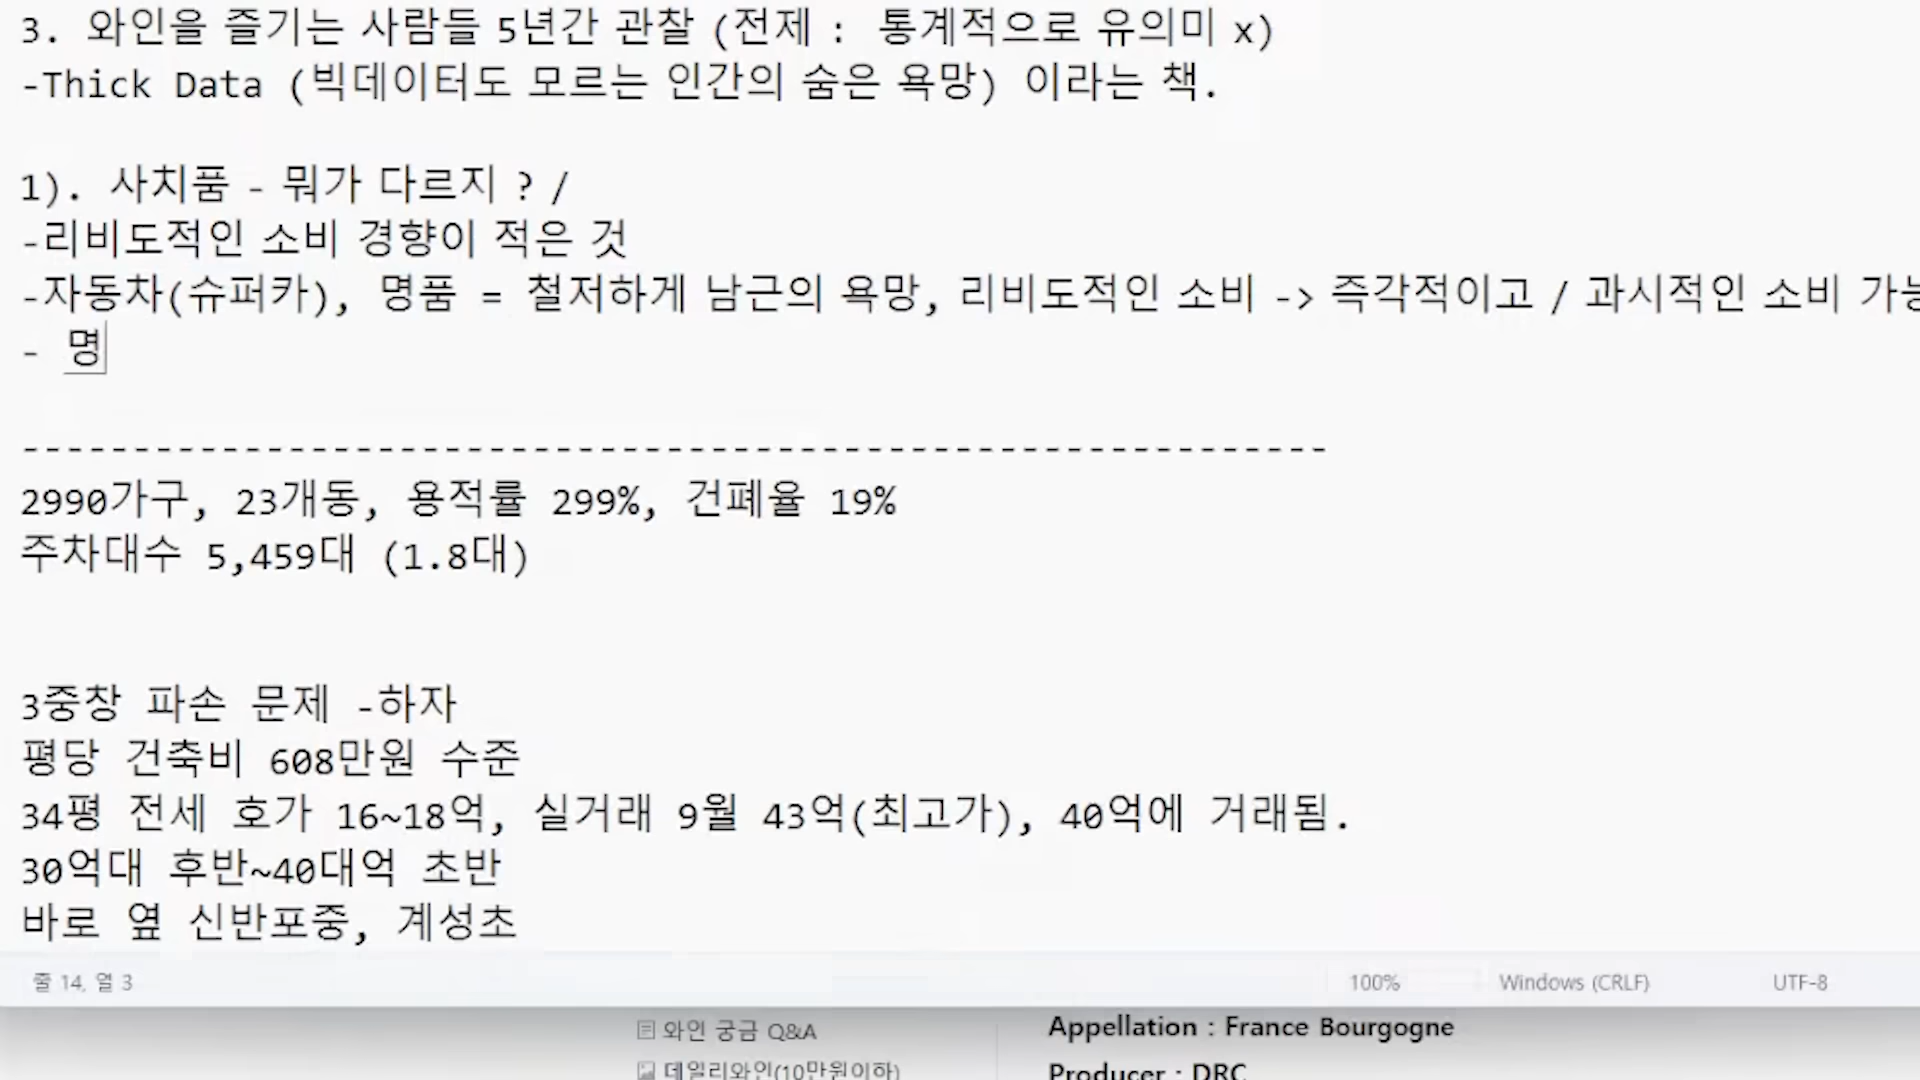 3. 와인을 즐기는 사람들 5년간 관찰 (전제 : 통계적으로 유의미 x)
-Thick Data (빅데이터도 모르는 인간의 숨은 욕망) 이라는 책.
1). 사치품 - 뭐가 다르지 ? /
-리비도적인 소비 경향이 적은 것
-자동차(슈퍼카), 명품 = 철저하게 남근의 욕망, 리비도적인 소비 -> 즉각적이고 / 과시적인 소비
- 명
-----------------------------------------------------------
2990가구, 23개동, 용적률 299%, 건폐율 19%
주차대수 5,459대 (1.8대)
3중창 파손 문제 -하자
평당 건축비 608만원 수준
34평 전세 호가 16~18억, 실거래 9월 43억(최고가), 40억에 거래됨.
30억대 후반~40대억 초반
바로 옆 신반포중, 계성초
줄 14, 열 3
100%
Windows (CRLF)
UTF-8
와인 궁금 Q&A
Appellation : France Bourgogne
데일리와인(10만원이하)
Producer : DRC